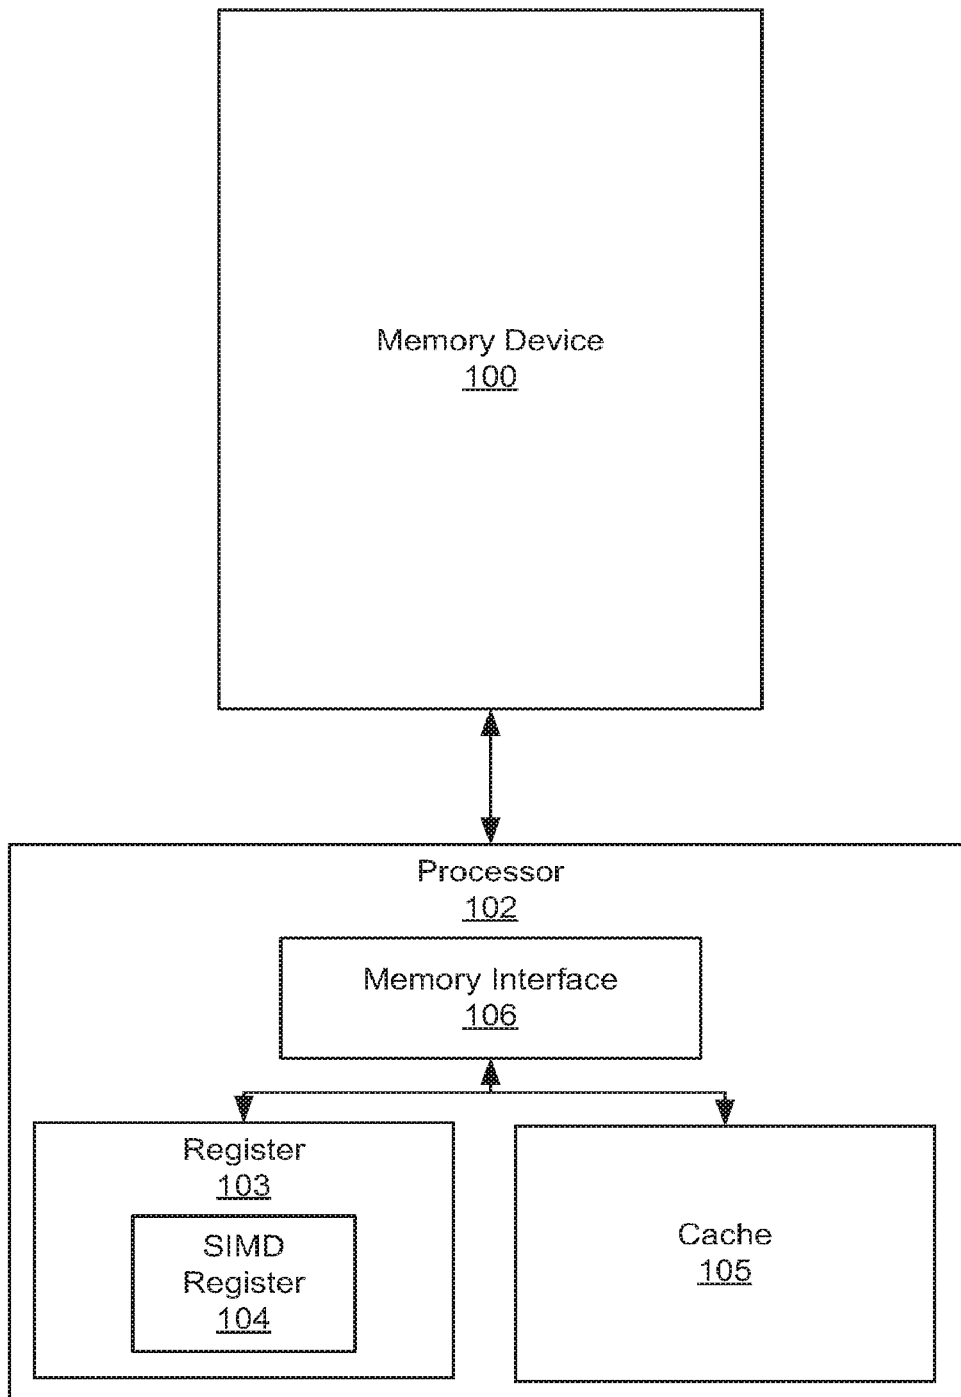 Memory Device
100
Processor
102
Memory Interface
106
Register
103
SIMD
Register
104
Cache
105